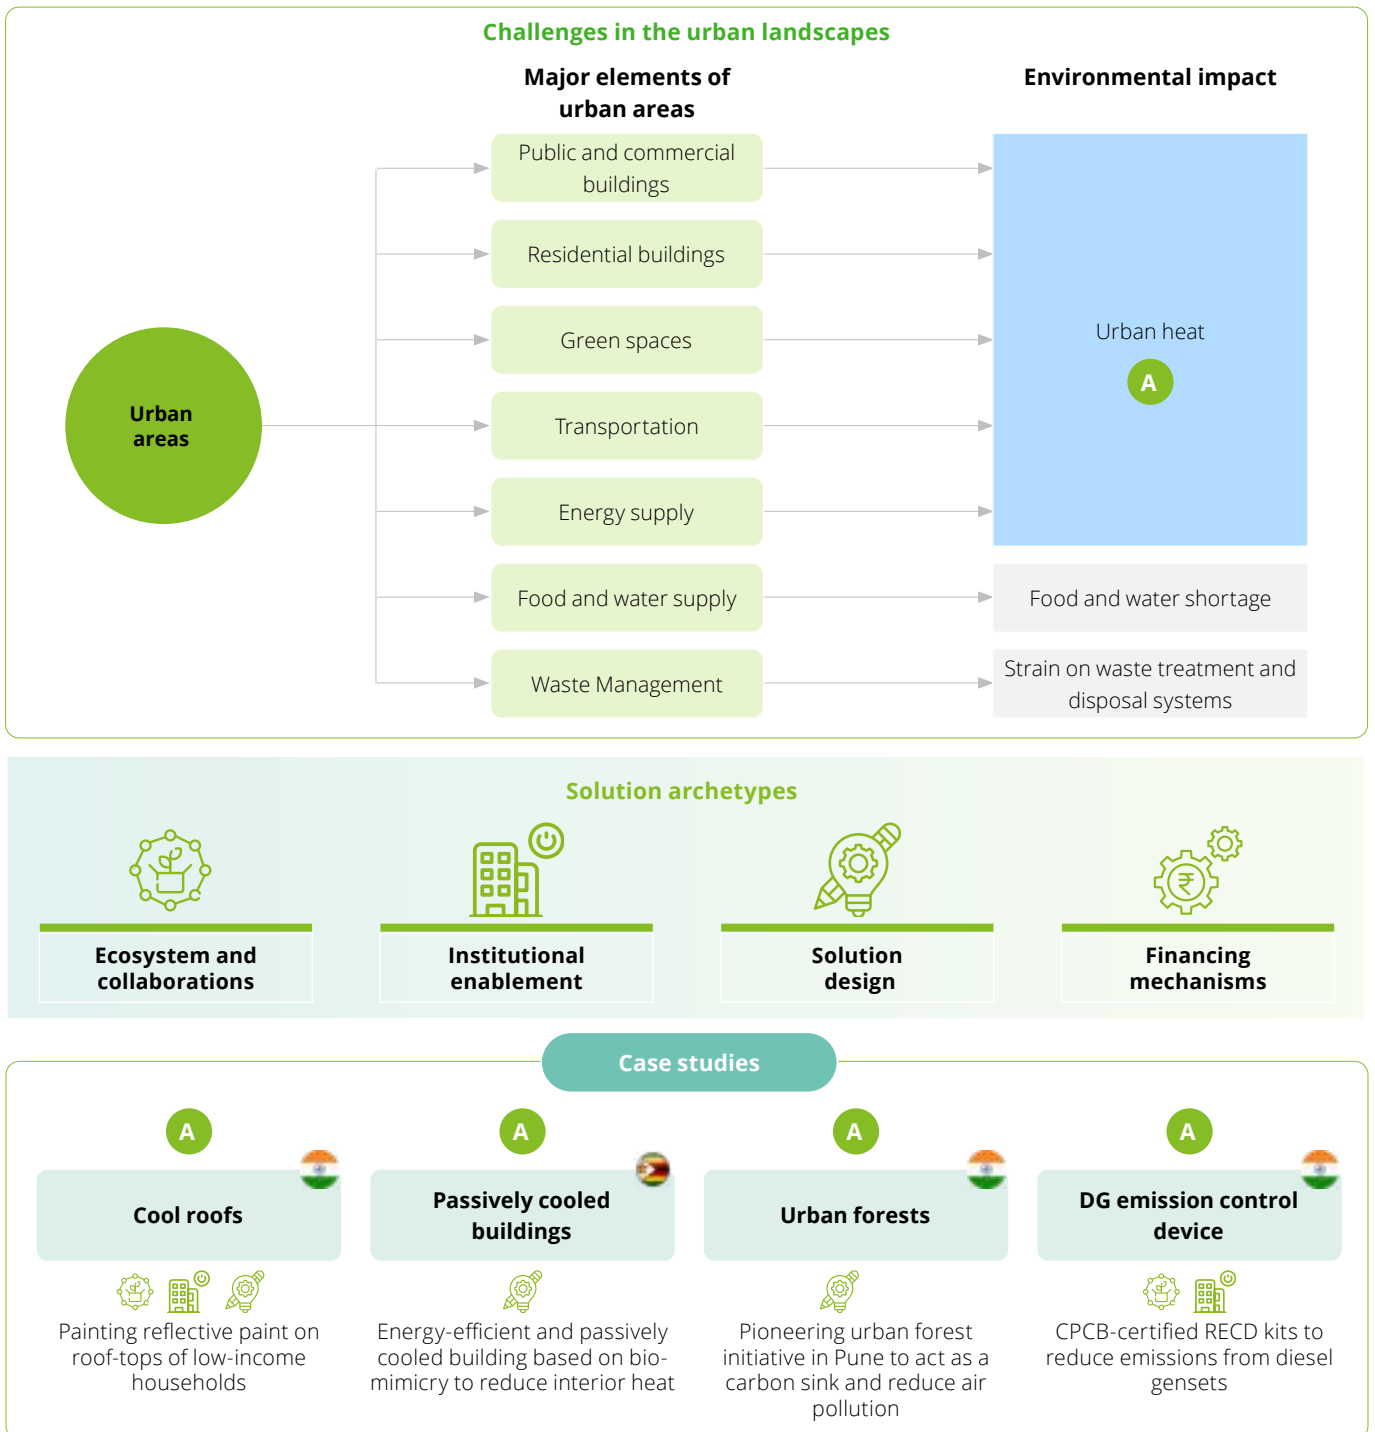 Challenges in the urban landscapes
Major elements of
urban areas
Environmental impact
Urban
areas
Public and commercial
buildings
Residential buildings
Green spaces
Transportation
Energy supply
Food and water supply
Waste Management
Urban heat
A
Food and water shortage
Strain on waste treatment and
disposal systems
Solution archetypes
₹
Ecosystem and
collaborations
Institutional
enablement
Solution
design
Financing
mechanisms
Case studies
A
Cool roofs
Painting reflective paint on
roof-tops of low-income
households
A
Passively cooled
buildings
Energy-efficient and passively
cooled building based on bio-
mimicry to reduce interior heat
A
Urban forests
Pioneering urban forest
initiative in Pune to act as a
carbon sink and reduce air
pollution
A
DG emission control
device
CPCB-certified RECD kits to
reduce emissions from diesel
gensets